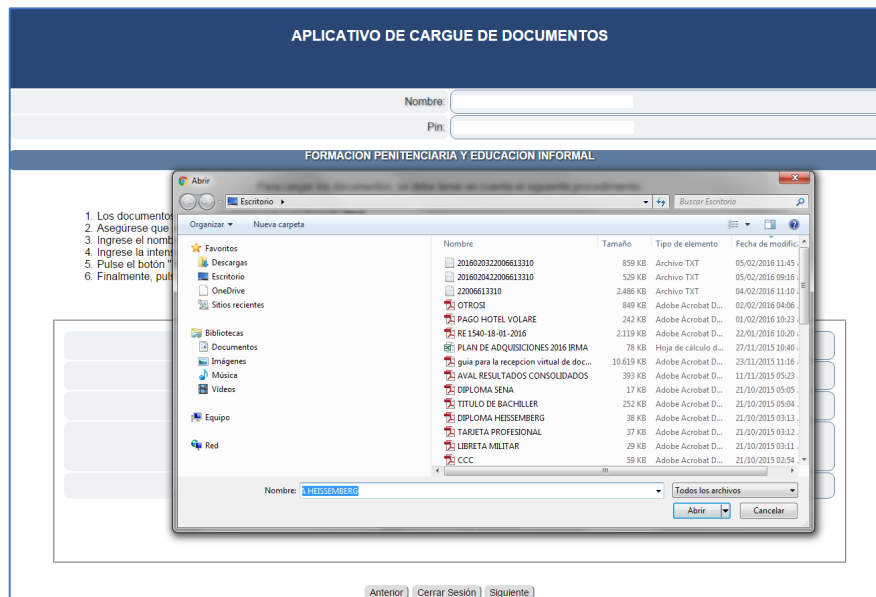 APLICATIVO DE CARGUE DE DOCUMENTOS
Nombre:
Pin:
FORMACION PENITENCIARIA Y EDUCACION INFORMAL
Abrir
Para cargar los documentos, se debe tener en cuenta el siguiente procedimiento:
Escritorio
Buscar Escritorio
1. Los documentos
2. Asegúrese que
3. Ingrese el nomb
4. Ingrese la intens
5. Pulse el botón "
6. Finalmente, puls
Organizar Nueva carpeta
Favoritos
Descargas
Escritorio
OneDrive
Sitios recientes
Bibliotecas
Documentos
Imágenes
Música
Vídeos
Equipo
Red
Nombre Tamaño Tipo de elemento Fecha de modific
2016020322006613310 859 KB Archivo TXT 05/02/2016 11:45
2016020422006613310 529 KB Archivo TXT 05/02/2016 09:16
22006613310 2.486 KB Archivo TXT 04/02/2016 11:10
OTROSI 849 KB Adobe Acrobat D... 02/02/2016 04:06
PAGO HOTEL VOLARE 242 KB Adobe Acrobat D... 01/02/2016 10:23
RE 1540-18-01-2016 2.119 KB Adobe Acrobat D... 22/01/2016 10:20
PLAN DE ADQUISICIONES 2016 IRMA 78 KB Hoja de cálculo d... 27/11/2015 10:40
guia para la recepcion virtual de doc... 10.619 KB Adobe Acrobat D... 23/11/2015 11:16
AVAL RESULTADOS CONSOLIDADOS 393 KB Adobe Acrobat D... 11/11/2015 05:23
DIPLOMA SENA 17 KB Adobe Acrobat D... 21/10/2015 05:05
TITULO DE BACHILLER 252 KB Adobe Acrobat D... 21/10/2015 05:04
DIPLOMA HEISSEMBERG 38 KB Adobe Acrobat D... 21/10/2015 03:13
TARJETA PROFESIONAL 37 KB Adobe Acrobat D... 21/10/2015 03:12
LIBRETA MILITAR 29 KB Adobe Acrobat D... 21/10/2015 03:11
CCC 59 KB Adobe Acrobat D... 21/10/2015 02:54
Nombre: A HEISSEMBERG Todos los archivos
Abrir Cancelar
Anterior Cerrar Sesión Siguiente